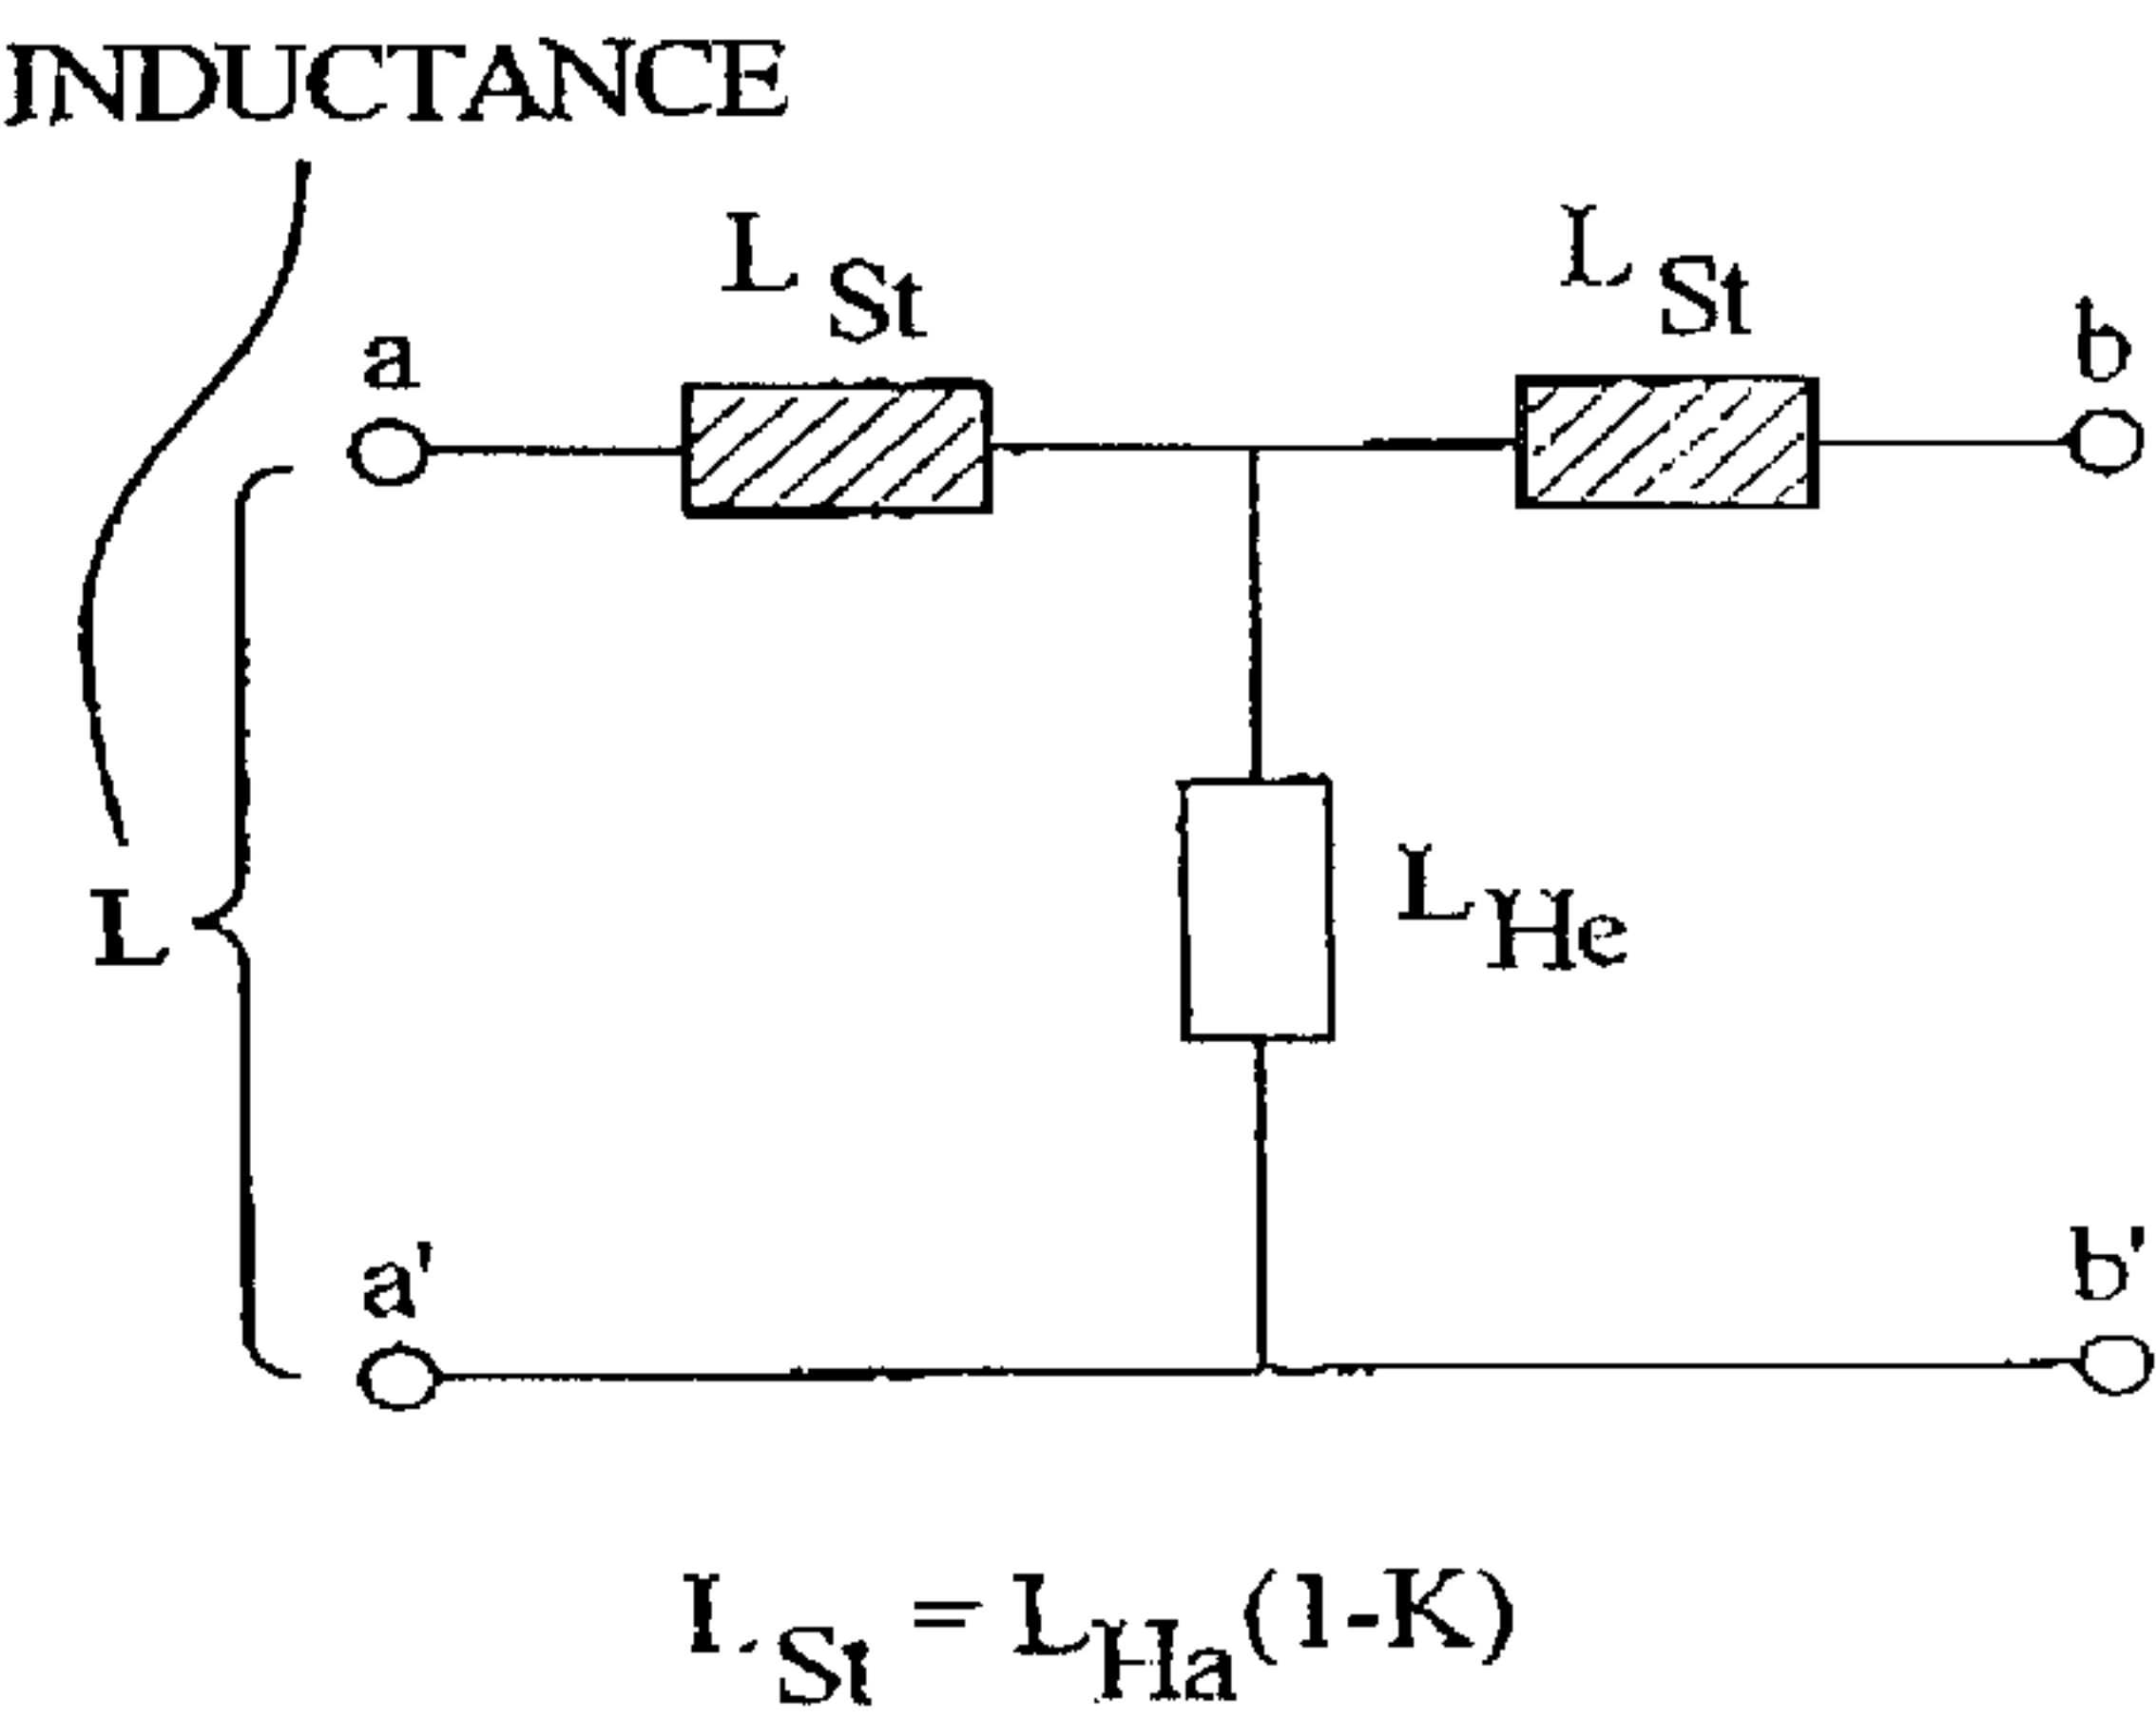 INDUCTANCE
L St
L St
a
b
L He
L
a'
b'
L St = L Ha (1-K)